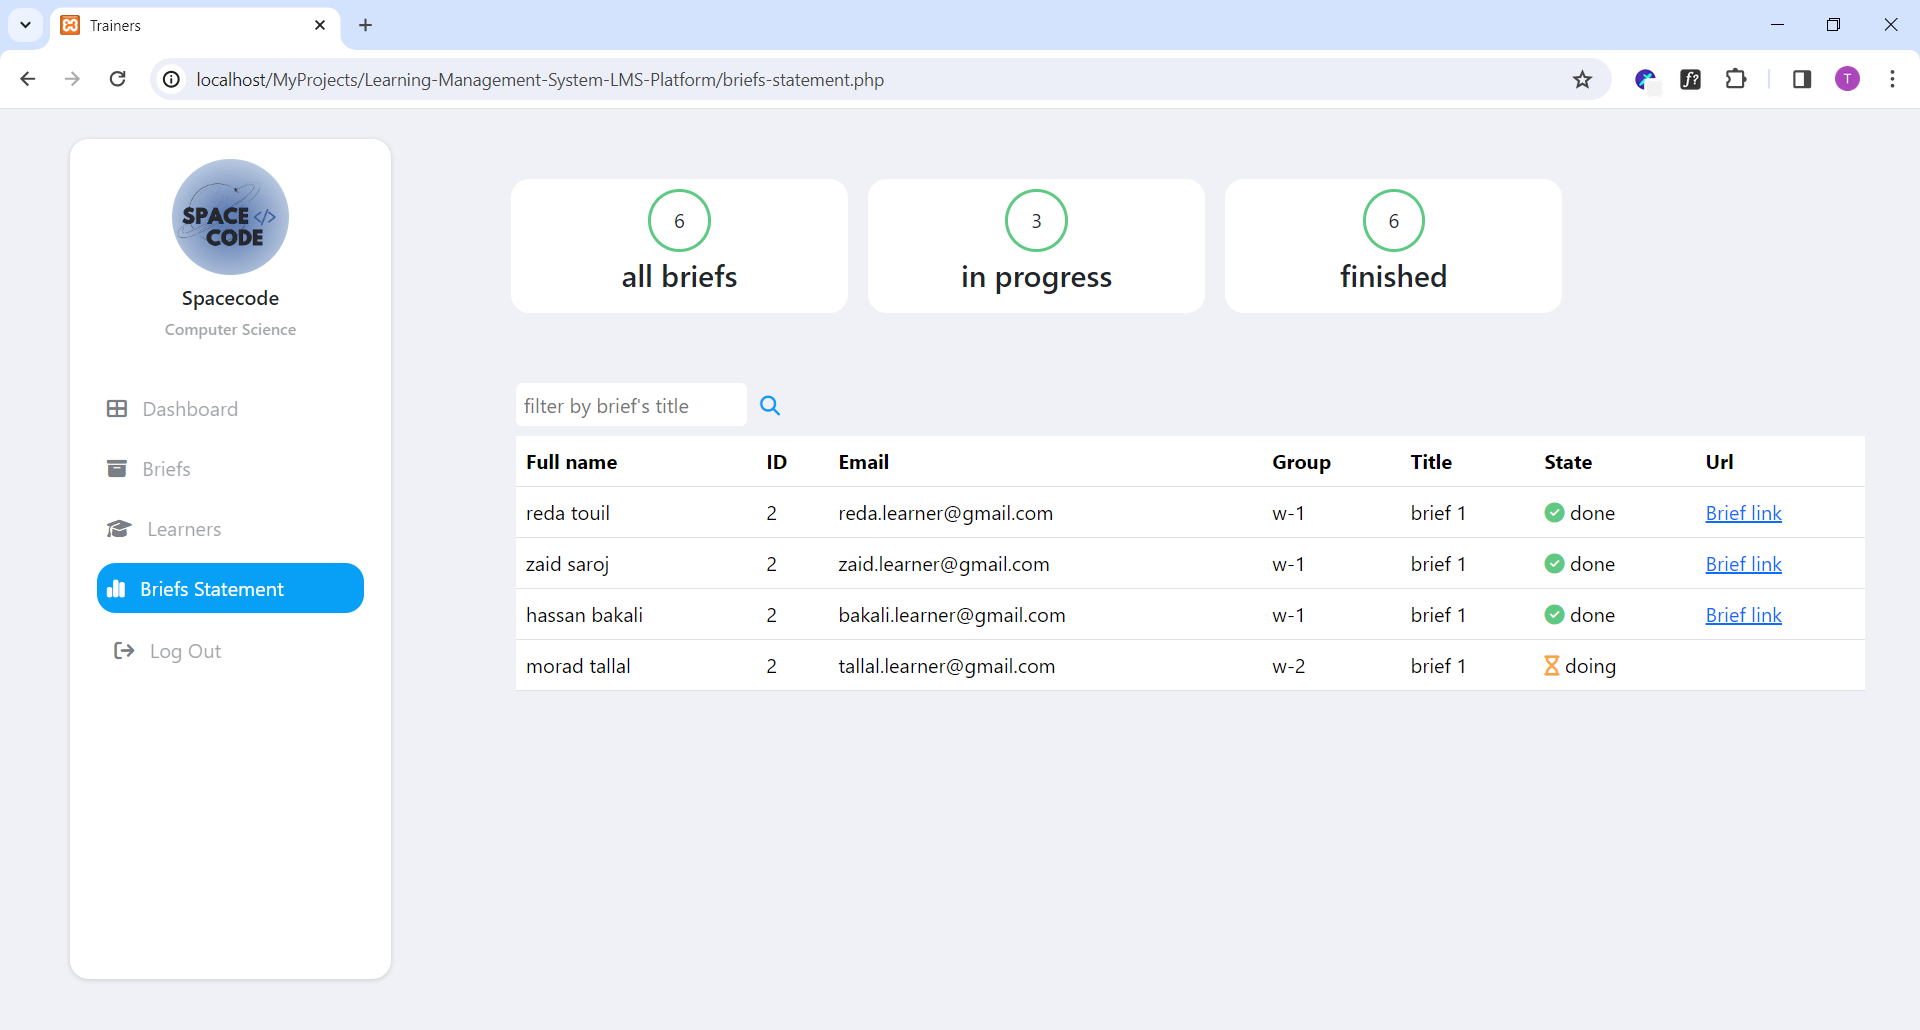 Trainers
localhost/MyProjects/Learning-Management-System-LMS-Platform/briefs-statement.php
f?
T
SPACE </>
CODE
Spacecode
Computer Science
Dashboard
Briefs
Learners
Briefs Statement
Log Out
6
all briefs
3
in progress
6
finished
filter by brief's title
Full name ID Email Group Title State Url
reda touil 2 reda.learner@gmail.com w-1 brief 1 done Brief link
zaid saroj 2 zaid.learner@gmail.com w-1 brief 1 done Brief link
hassan bakali 2 bakali.learner@gmail.com w-1 brief 1 done Brief link
morad tallal 2 tallal.learner@gmail.com w-2 brief 1 doing